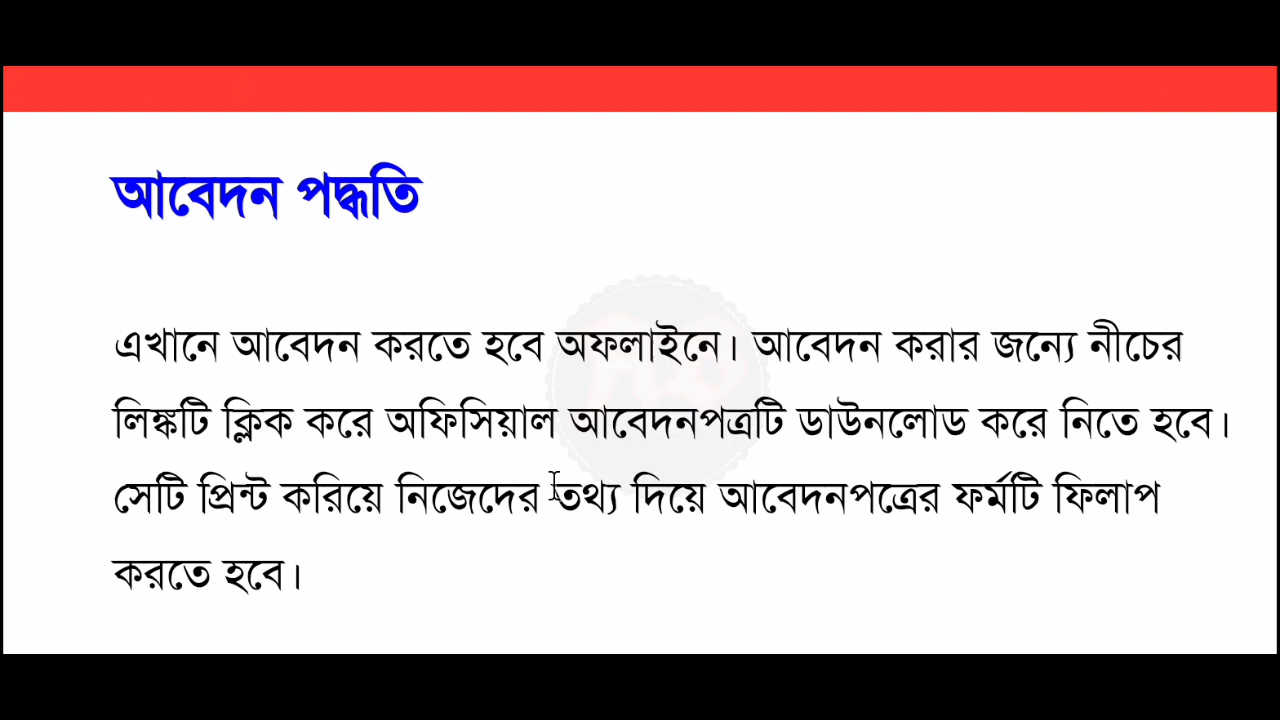 আবেদন পদ্ধতি
এখানে আবেদন করতে হবে অফলাইনে। আবেদন করার জন্যে নীচের
লিঙ্কটি ক্লিক করে অফিসিয়াল আবেদনপত্রটি ডাউনলোড করে নিতে হবে।
সেটি প্রিন্ট করিয়ে নিজেদের তথ্য দিয়ে আবেদনপত্রের ফর্মটি ফিলাপ
করতে হবে।